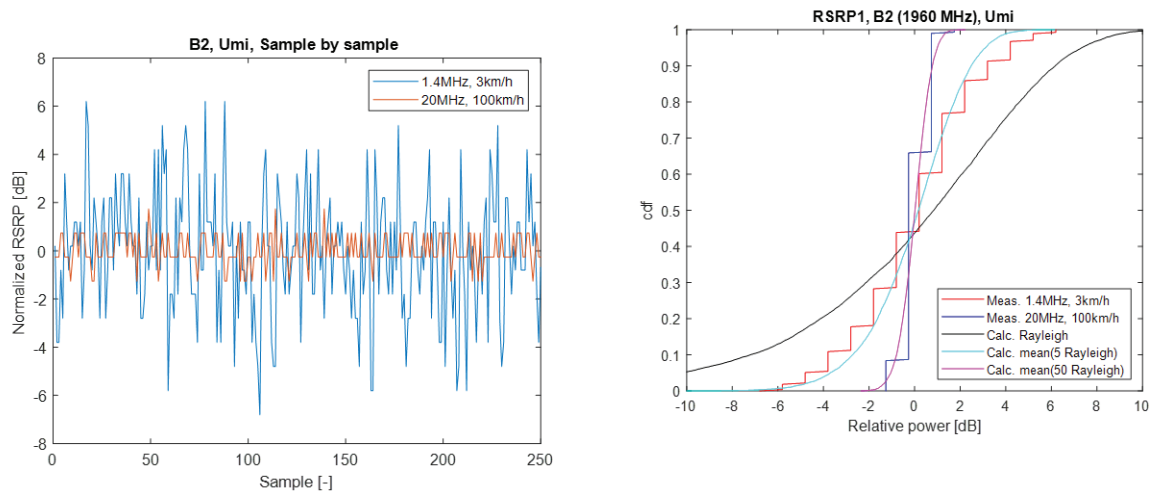 B2, Umi, Sample by sample
8
6
4
2
0
-2
-4
-6
-8
Normalized RSRP [dB]
1.4MHz, 3km/h
20MHz, 100km/h
0 50 100 150 200 250
Sample [-]
RSRP1, B2 (1960 MHz), Umi
1
0.9
0.8
0.7
0.6
0.5
0.4
0.3
0.2
0.1
0
cdf
Meas. 1.4MHz, 3km/h
Meas. 20MHz, 100km/h
Calc. Rayleigh
Calc. mean(5 Rayleigh)
Calc. mean(50 Rayleigh)
-10 -8 -6 -4 -2 0 2 4 6 8 10
Relative power [dB]